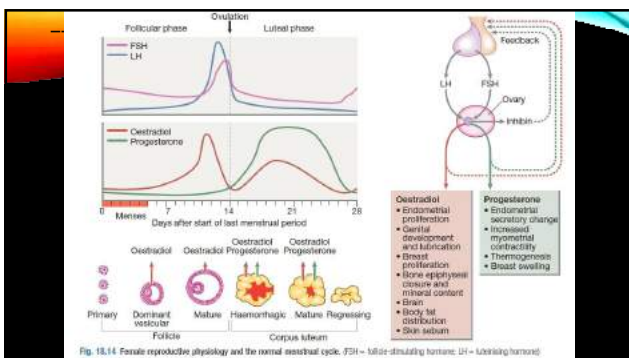 Ovulation
Follicular phase
Luteal phase
FSH
LH
Oestradiol
Progesterone
0
7
14
21
28
Menses
Days after start of last menstrual period
Oestradiol
Oestradiol
Oestradiol
Progesterone
Oestradiol
Progesterone
Primary
Dominant
vesicular
Mature
Haemorrhagic
Mature
Regressing
Follicle
Corpus luteum
Feedback
LH
FSH
Ovary
Inhibin
Oestradiol
• Endometrial
proliferation
• Genital
development
and lubrication
• Breast
proliferation
• Bone epiphyseal
closure and
mineral content
• Brain
• Body fat
distribution
• Skin sebum
Progesterone
• Endometrial
secretory change
• Increased
myometrial
contractility
• Thermogenesis
• Breast swelling
Fig. 18.14 Female reproductive physiology and the normal menstrual cycle. (FSH = follicle-stimulating hormone; LH = luteinising hormone)